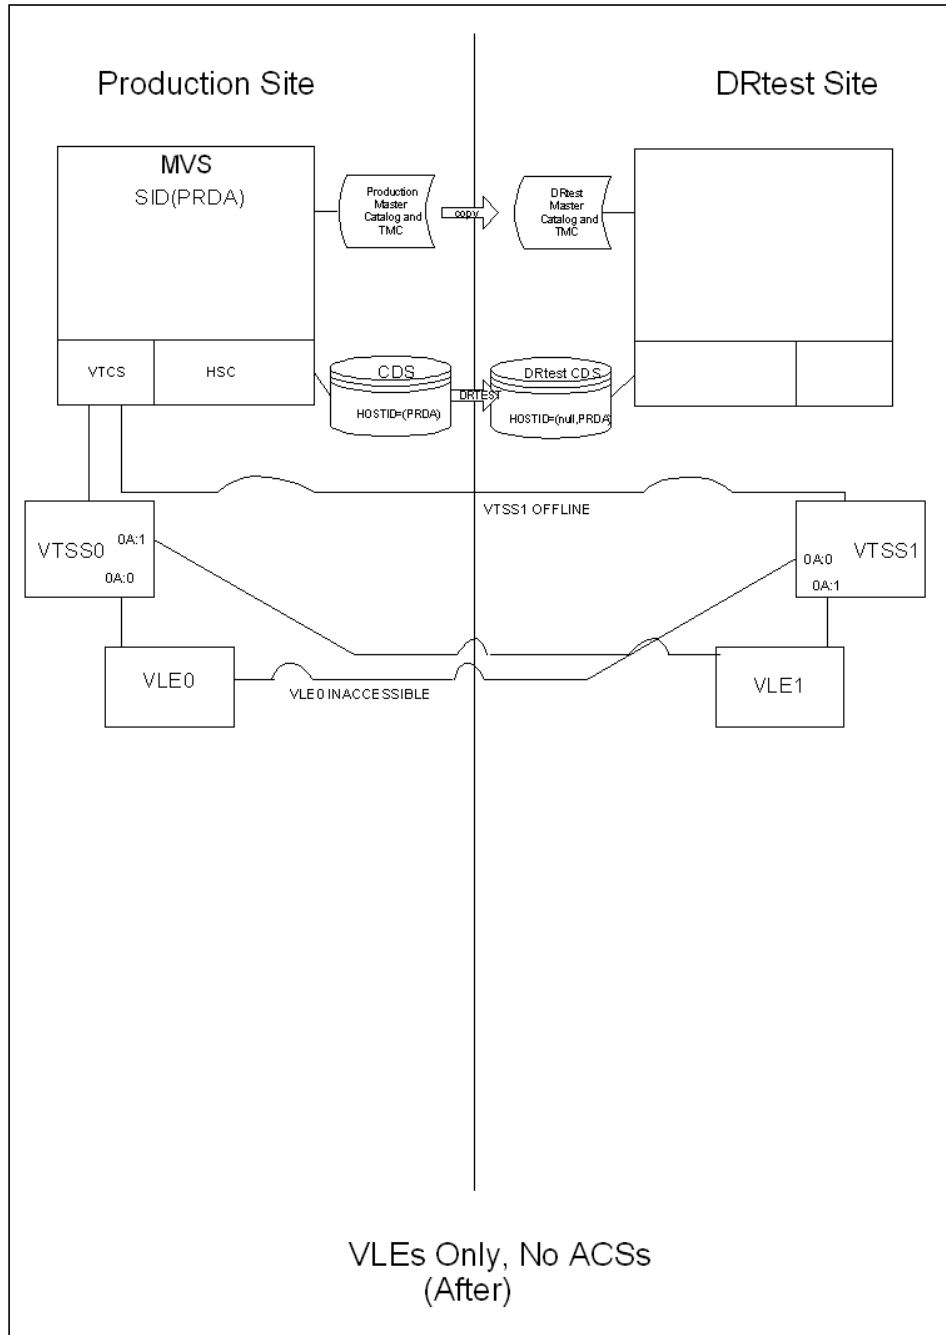 Production Site
DRtest Site
MVS
SID(PRDA)
Production
Master
Catalog and
TMC
copy
DRtest
Master
Catalog and
TMC
VTCS
HSC
CDS
HOSTID=(PRDA)
DRTEST
DRtest CDS
HOSTID=(null,PRDA)
VTSS1 OFFLINE
VTSS0
0A:1
0A:0
VTSS1
0A:0
0A:1
VLE0
VLE0 INACCESSIBLE
VLE1
VLEs Only, No ACSs
(After)